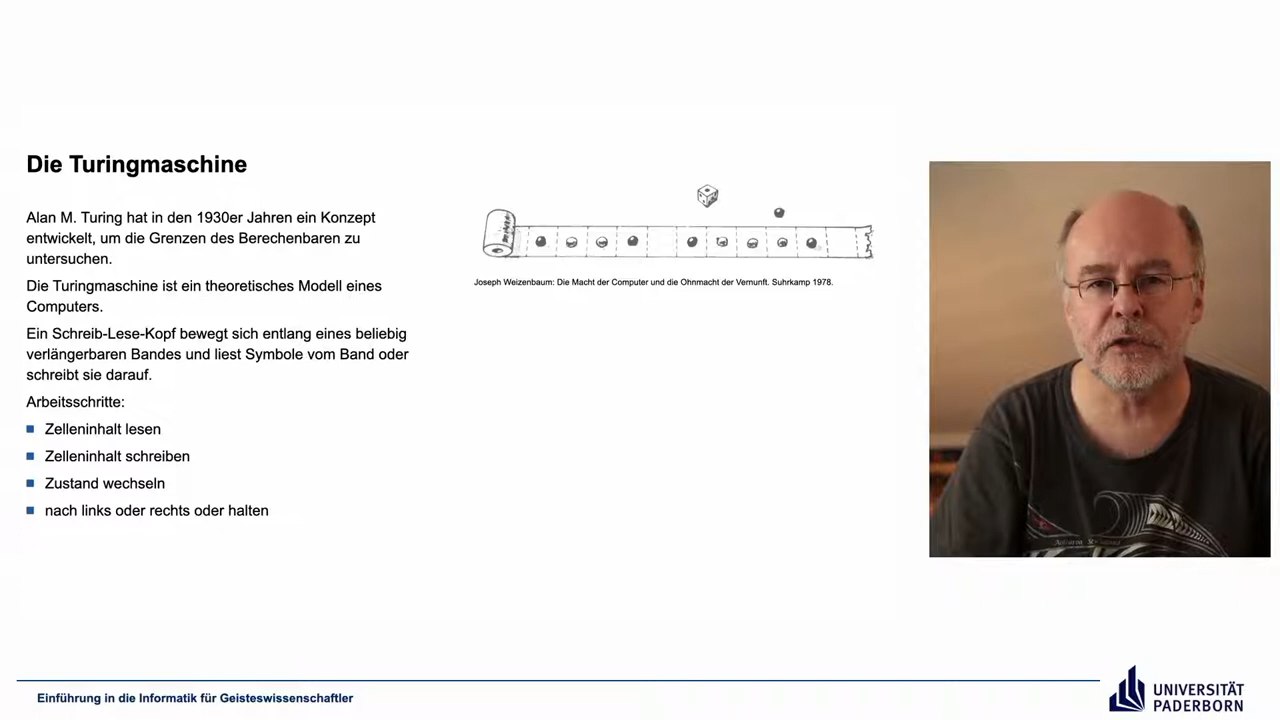 Die Turingmaschine
Alan M. Turing hat in den 1930er Jahren ein Konzept
entwickelt, um die Grenzen des Berechenbaren zu
untersuchen.
Die Turingmaschine ist ein theoretisches Modell eines
Computers.
Ein Schreib-Lese-Kopf bewegt sich entlang eines beliebig
verlängerbaren Bandes und liest Symbole vom Band oder
schreibt sie darauf.
Arbeitsschritte:
Zelleninhalt lesen
Zelleninhalt schreiben
Zustand wechseln
nach links oder rechts oder halten
Joseph Weizenbaum: Die Macht der Computer und die Ohnmacht der Vernunft. Suhrkamp 1978.
Einführung in die Informatik für Geisteswissenschaftler
UNIVERSITÄT
PADERBORN